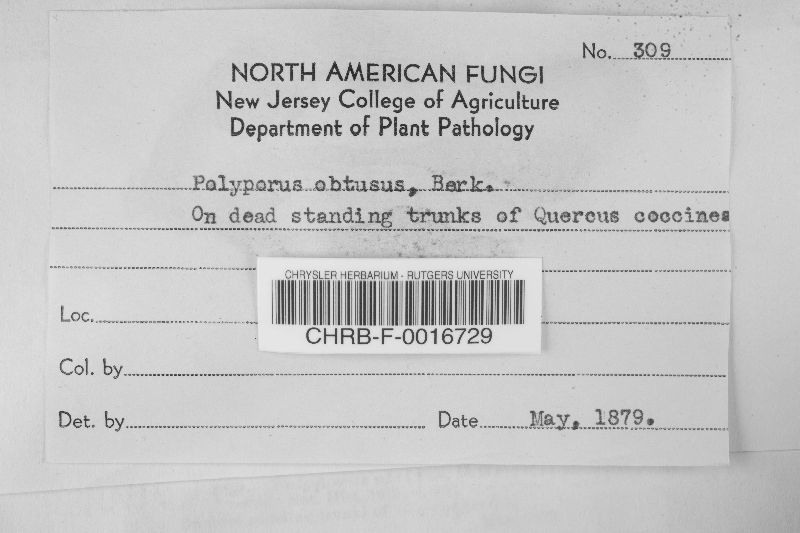 No. 309
NORTH AMERICAN FUNGI
New Jersey College of Agriculture
Department of Plant Pathology
Polyporus obtusus, Berk.
On dead standing trunks of Quercus coccinea
CHRYSLER HERBARIUM - RUTGERS UNIVERSITY
CHRB-F-0016729
Loc.
Col. by
Det. by
Date May, 1879.